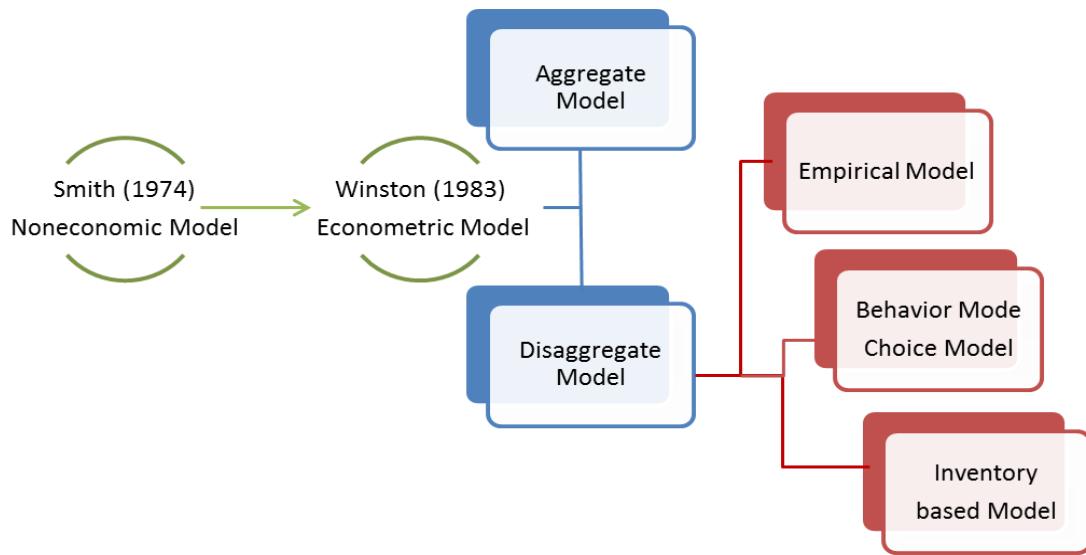 Smith (1974)
Noneconomic Model
Winston (1983)
Econometric Model
Aggregate
Model
Disaggregate
Model
Empirical Model
Behavior Mode
Choice Model
Inventory
based Model